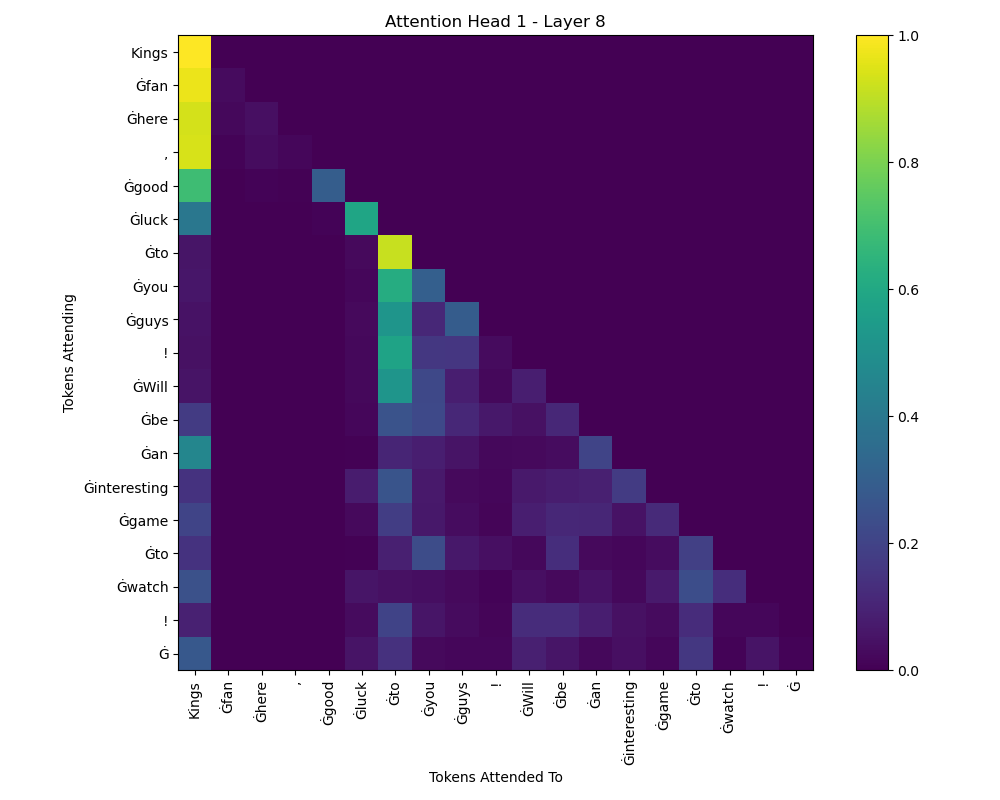 Attention Head 1 - Layer 8
Kings
Ġfan
Ġhere
,
Ġgood
Ġluck
Ġto
Ġyou
Ġguys
!
ĠWill
Ġbe
Ġan
Ġinteresting
Ġgame
Ġto
Ġwatch
!
Ġ
Tokens Attending
Kings
Ġfan
Ġhere
,
Ġgood
Ġluck
Ġto
Ġyou
Ġguys
!
ĠWill
Ġbe
Ġan
Ġinteresting
Ġgame
Ġto
Ġwatch
!
Ġ
Tokens Attended To
1.0
0.8
0.6
0.4
0.2
0.0